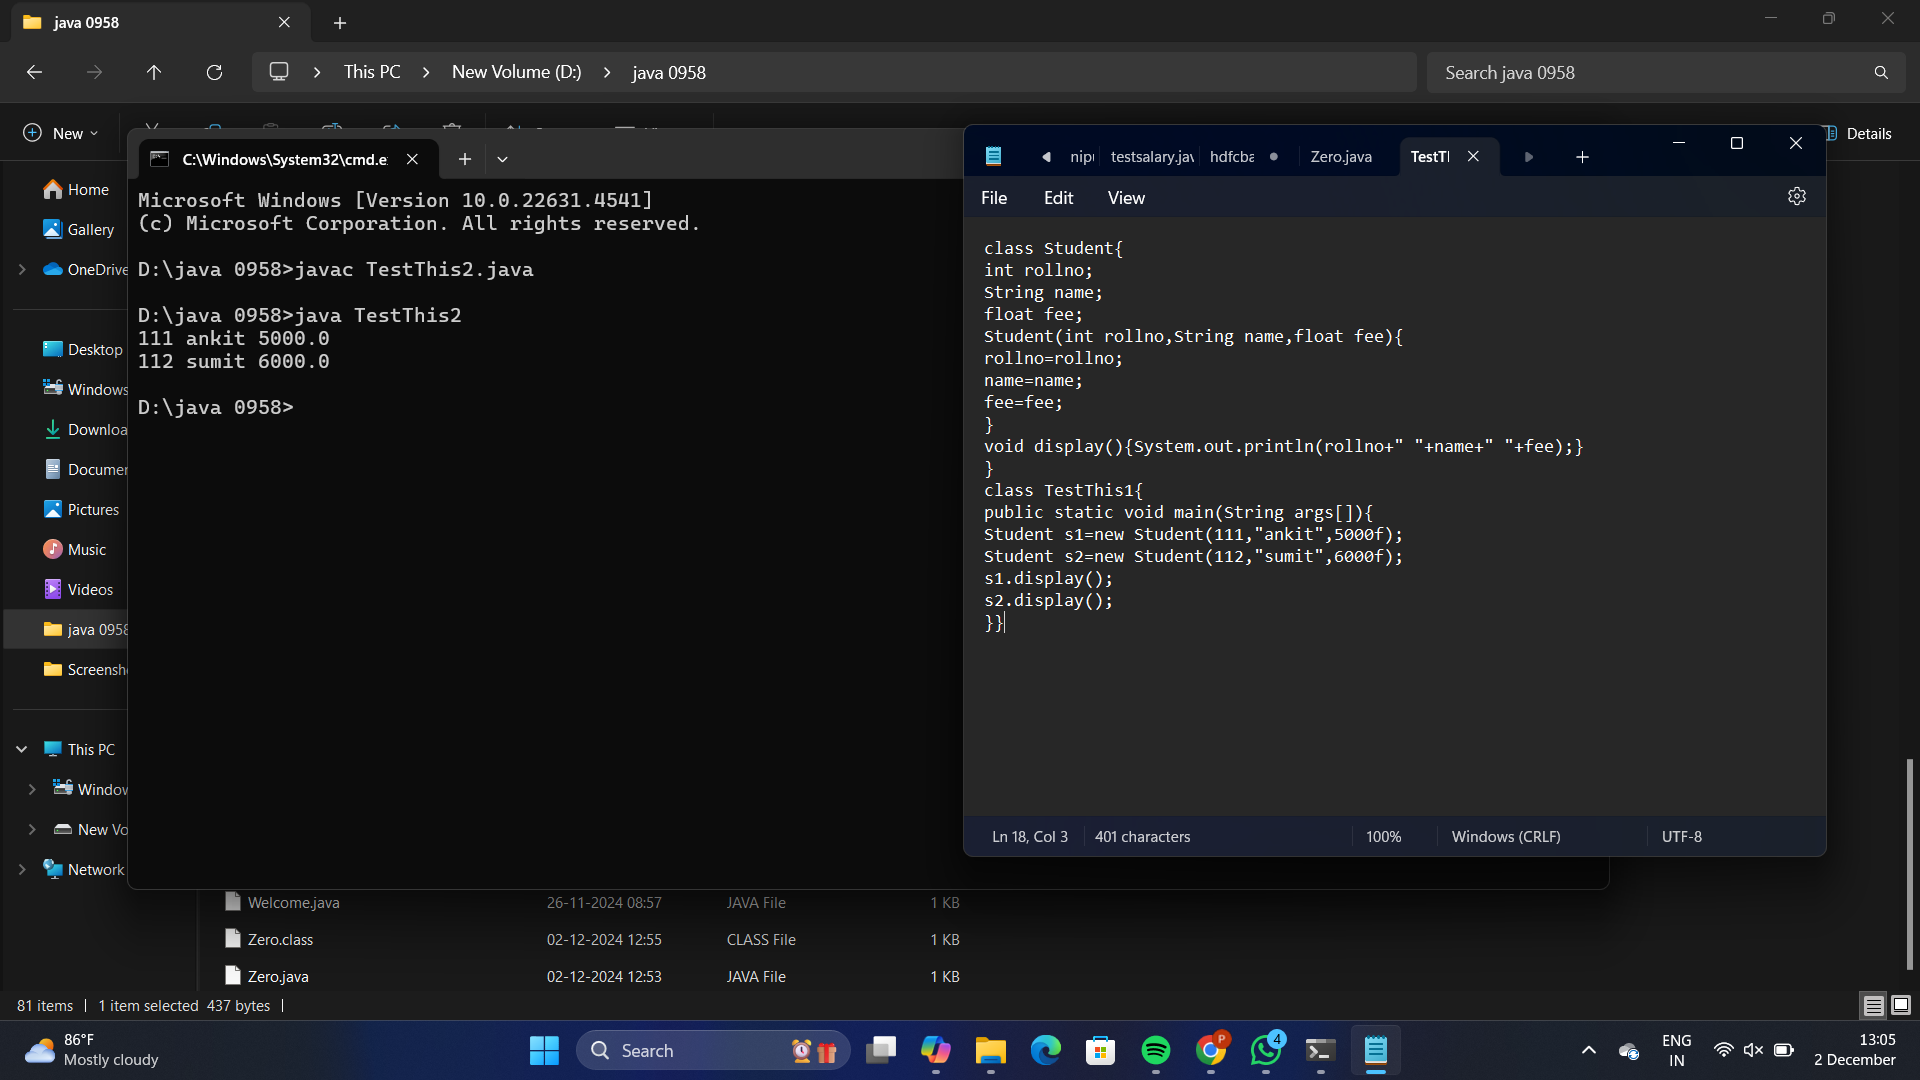 java 0958
This PC
New Volume (D:)
java 0958
Search java 0958
New
Details
Home
Gallery
OneDrive
Desktop
Windows
Downloa
Documen
Pictures
Music
Videos
java 0958
Screensho
This PC
Window
New Vo
Network
C:\Windows\System32\cmd.e
Microsoft Windows [Version 10.0.22631.4541]
(c) Microsoft Corporation. All rights reserved.
D:\java 0958>javac TestThis2.java
D:\java 0958>java TestThis2
111 ankit 5000.0
112 sumit 6000.0
D:\java 0958>
testsalary.jav
hdfcba
Zero.java
TestT
File
Edit
View
class Student{
int rollno;
String name;
float fee;
Student(int rollno,String name,float fee){
rollno=rollno;
name=name;
fee=fee;
}
void display(){System.out.println(rollno+" "+name+" "+fee);}
}
class TestThis1{
public static void main(String args[]){
Student s1=new Student(111,"ankit",5000f);
Student s2=new Student(112,"sumit",6000f);
s1.display();
s2.display();
}}
Ln 18, Col 3
401 characters
100%
Windows (CRLF)
UTF-8
Welcome.java 26-11-2024 08:57 JAVA File 1 KB
Zero.class 02-12-2024 12:55 CLASS File 1 KB
Zero.java 02-12-2024 12:53 JAVA File 1 KB
81 items
1 item selected 437 bytes
86°F
Mostly cloudy
Search
P
4
ENG
IN
13:05
2 December